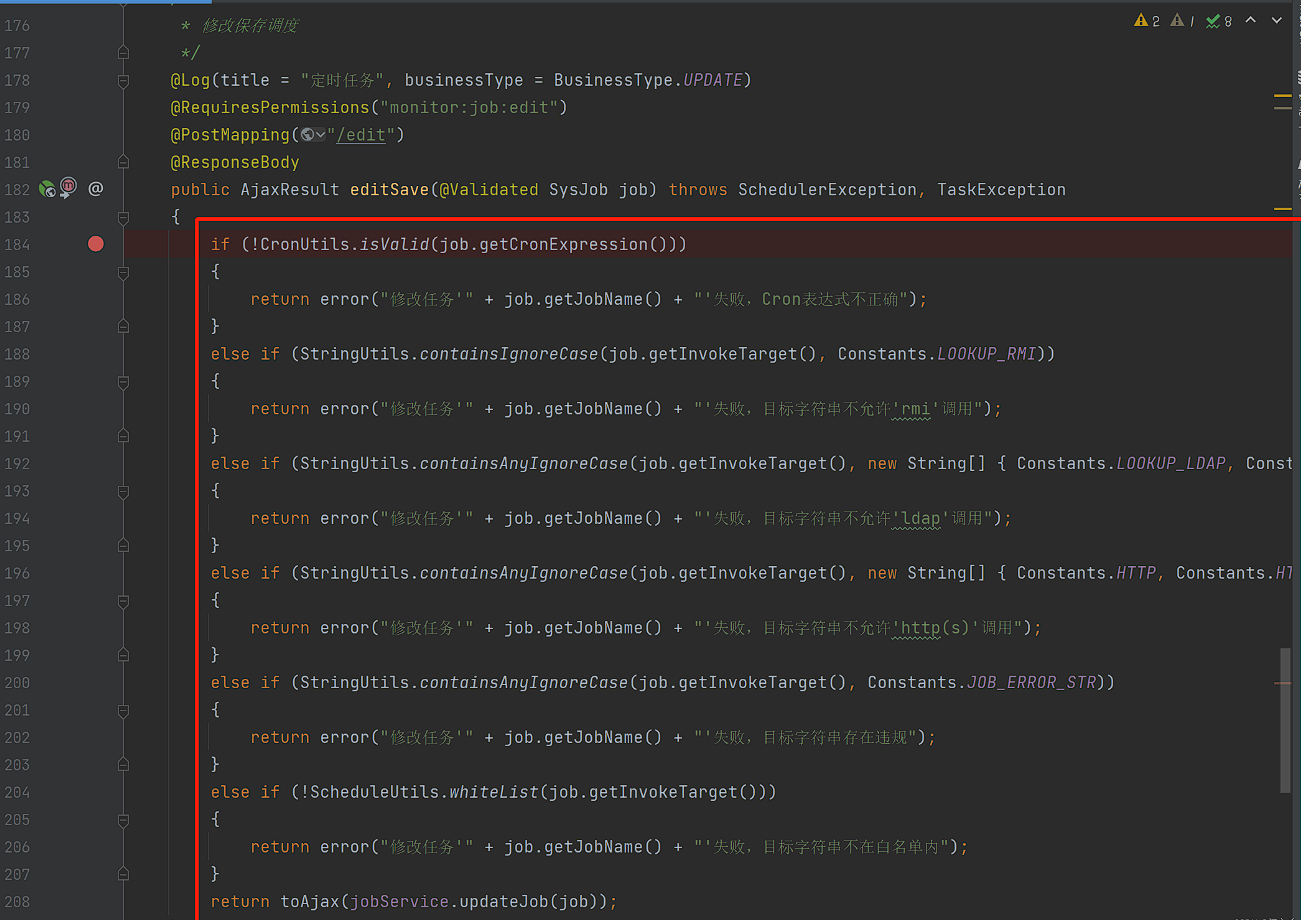 176 * 修改保存调度
2 1 8
177 */
178 @Log(title = "定时任务", businessType = BusinessType.UPDATE)
179 @RequiresPermissions("monitor:job:edit")
180 @PostMapping("/edit")
181 @ResponseBody
182 @ public AjaxResult editSave(@Validated SysJob job) throws SchedulerException, TaskException
183 {
184 if (!CronUtils.isValid(job.getCronExpression()))
185 {
186 return error("修改任务'" + job.getJobName() + "'失败，Cron表达式不正确");
187 }
188 else if (StringUtils.containsIgnoreCase(job.getInvokeTarget(), Constants.LOOKUP_RMI))
189 {
190 return error("修改任务'" + job.getJobName() + "'失败，目标字符串不允许'rmi'调用");
191 }
192 else if (StringUtils.containsAnyIgnoreCase(job.getInvokeTarget(), new String[] { Constants.LOOKUP_LDAP, Const
193 {
194 return error("修改任务'" + job.getJobName() + "'失败，目标字符串不允许'ldap'调用");
195 }
196 else if (StringUtils.containsAnyIgnoreCase(job.getInvokeTarget(), new String[] { Constants.HTTP, Constants.HT
197 {
198 return error("修改任务'" + job.getJobName() + "'失败，目标字符串不允许'http(s)'调用");
199 }
200 else if (StringUtils.containsAnyIgnoreCase(job.getInvokeTarget(), Constants.JOB_ERROR_STR))
201 {
202 return error("修改任务'" + job.getJobName() + "'失败，目标字符串存在违规");
203 }
204 else if (!ScheduleUtils.whiteList(job.getInvokeTarget()))
205 {
206 return error("修改任务'" + job.getJobName() + "'失败，目标字符串不在白名单内");
207 }
208 return toAjax(jobService.updateJob(job));